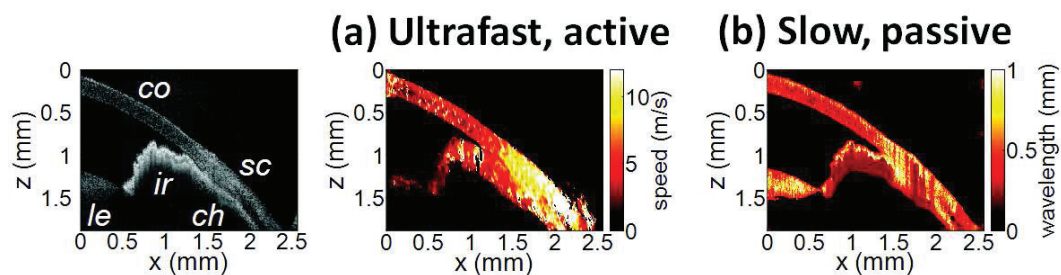 (a) Ultrafast, active
(b) Slow, passive
0
0.5
1
1.5
z (mm)
co
sc
ir
le
ch
0 0.5 1 1.5 2 2.5
x (mm)
0
0.5
1
1.5
z (mm)
0 0.5 1 1.5 2 2.5
x (mm)
10
5
0
speed (m/s)
0
0.5
1
1.5
z (mm)
0 0.5 1 1.5 2 2.5
x (mm)
1
0.5
0
wavelength (mm)